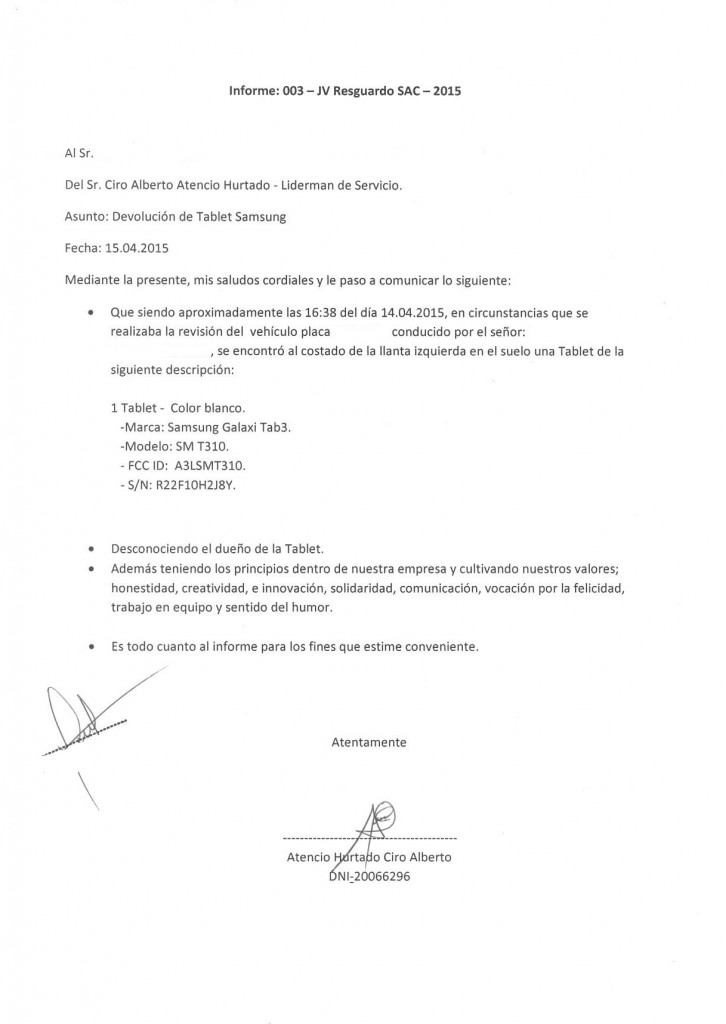 Informe: 003 – JV Resguardo SAC – 2015
Al Sr.
Del Sr. Ciro Alberto Atencio Hurtado - Liderman de Servicio.
Asunto: Devolución de Tablet Samsung
Fecha: 15.04.2015
Mediante la presente, mis saludos cordiales y le paso a comunicar lo siguiente:
• Que siendo aproximadamente las 16:38 del día 14.04.2015, en circunstancias que se
realizaba la revisión del vehículo placa conducido por el señor:
, se encontró al costado de la llanta izquierda en el suelo una Tablet de la
siguiente descripción:
1 Tablet - Color blanco.
-Marca: Samsung Galaxi Tab3.
-Modelo: SM T310.
- FCC ID: A3LSMT310.
- S/N: R22F10H2J8Y.
• Desconociendo el dueño de la Tablet.
• Además teniendo los principios dentro de nuestra empresa y cultivando nuestros valores;
honestidad, creatividad, e innovación, solidaridad, comunicación, vocación por la felicidad,
trabajo en equipo y sentido del humor.
• Es todo cuanto al informe para los fines que estime conveniente.
Atentamente
Atencio Hurtado Ciro Alberto
DNI-20066296